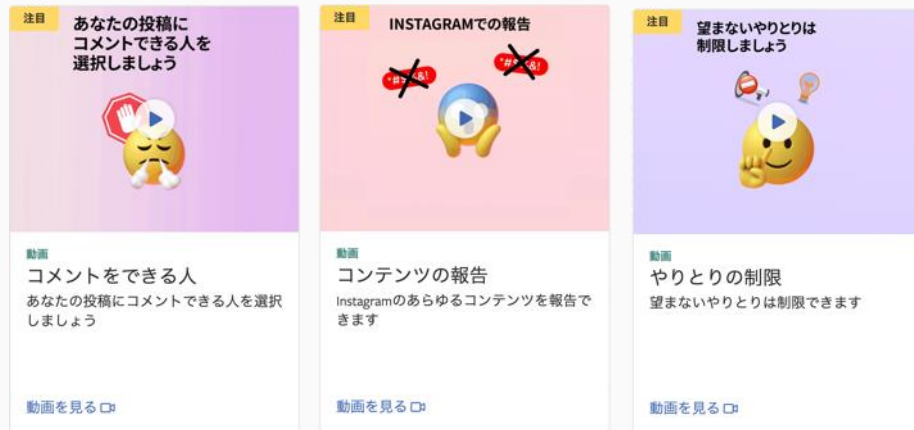 注目
あなたの投稿に
コメントできる人を
選択しましょう
動画
コメントをできる人
あなたの投稿にコメントできる人を選択
しましょう
動画を見る
注目
INSTAGRAMでの報告
*#$%&!
*#$%&!
動画
コンテンツの報告
Instagramのあらゆるコンテンツを報告で
きます
動画を見る
注目
望まないやりとりは
制限しましょう
動画
やりとりの制限
望まないやりとりは制限できます
動画を見る